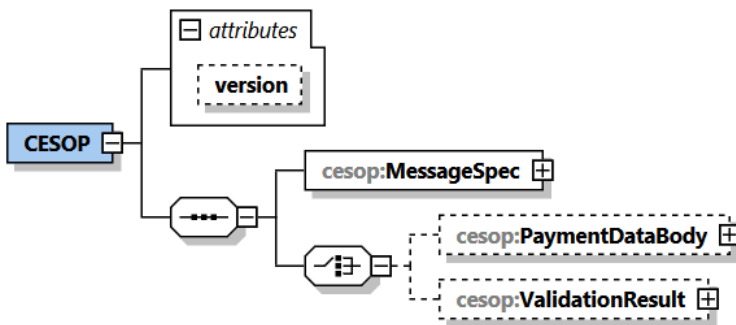 attributes
version
CESOP
cesop:MessageSpec
cesop:PaymentDataBody
cesop:ValidationResult